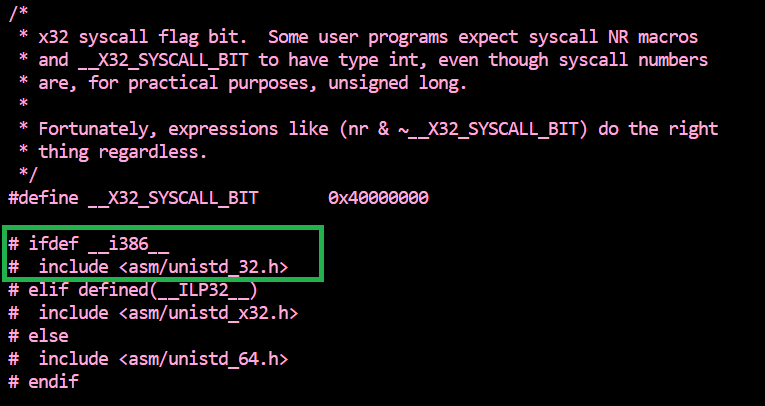 /*
 * x32 syscall flag bit.  Some user programs expect syscall NR macros
 * and __X32_SYSCALL_BIT to have type int, even though syscall numbers
 * are, for practical purposes, unsigned long.
 *
 * Fortunately, expressions like (nr & ~__X32_SYSCALL_BIT) do the right
 * thing regardless.
 */
#define __X32_SYSCALL_BIT       0x40000000

# ifdef __i386__
#  include <asm/unistd_32.h>
# elif defined(__ILP32__)
#  include <asm/unistd_x32.h>
# else
#  include <asm/unistd_64.h>
# endif